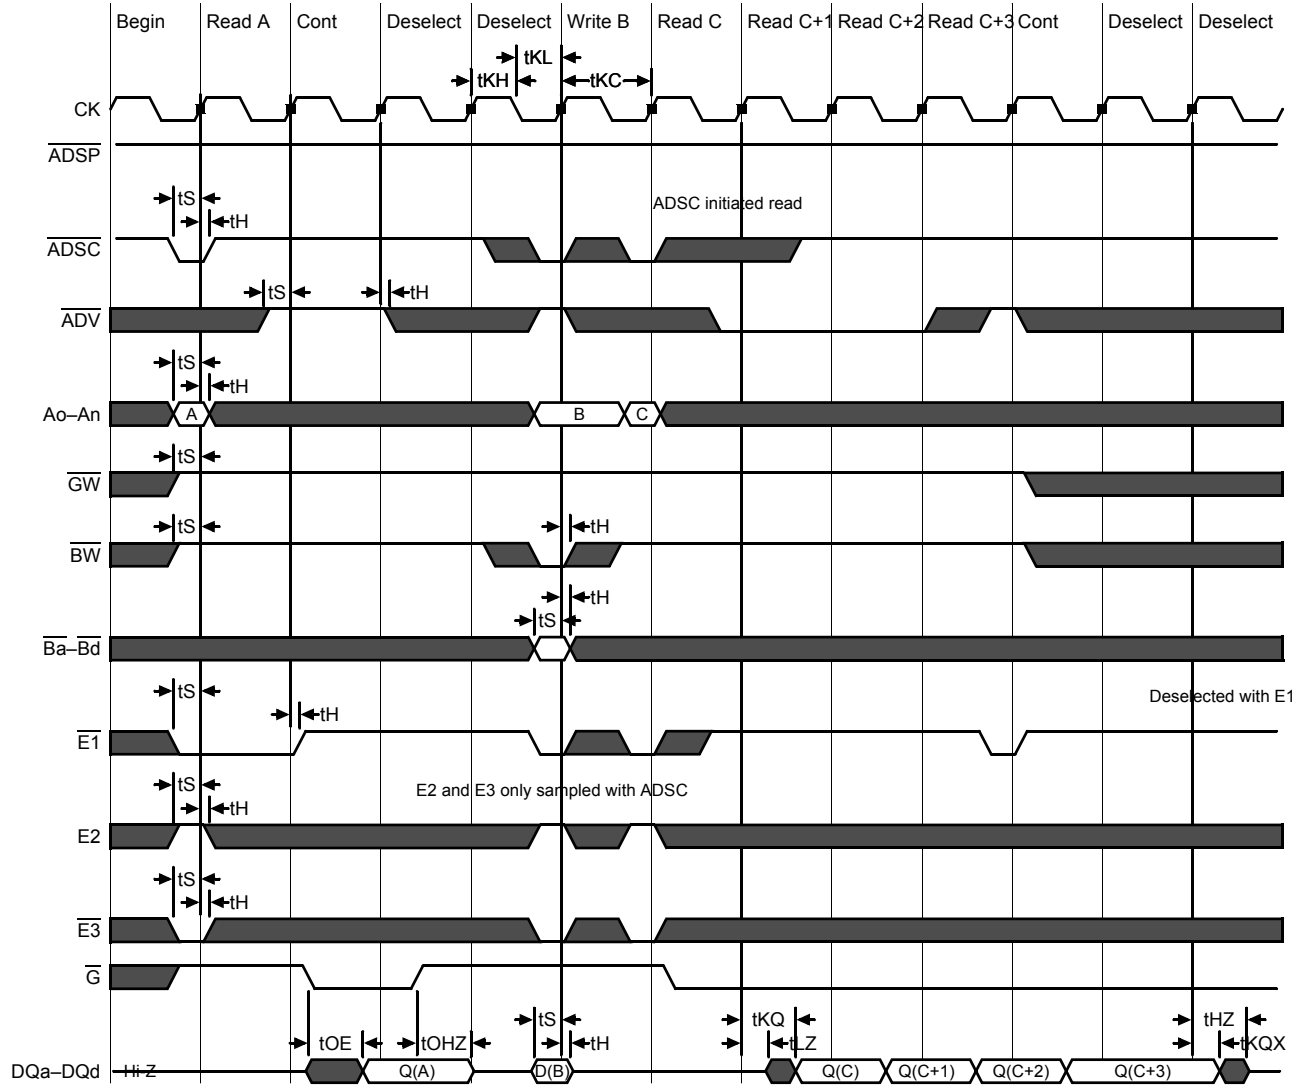 Begin Read A Cont Deselect Deselect Write B Read C Read C+1 Read C+2 Read C+3 Cont Deselect Deselect
tKL
tKH tKC
CK
ADSP
tS
ADSC initiated read
tH
ADSC
tS tH
ADV
tS
tH
Ao–An A B C
tS
GW
tS tH
BW
tH
tS
Ba–Bd
tS
Deselected with E1
tH
E1
tS
E2 and E3 only sampled with ADSC
tH
E2
tS
tH
E3
G
tS tKQ tHZ
tOE tOHZ tH tLZ tKQX
DQa–DQd Hi-Z Q(A) D(B) Q(C) Q(C+1) Q(C+2) Q(C+3)